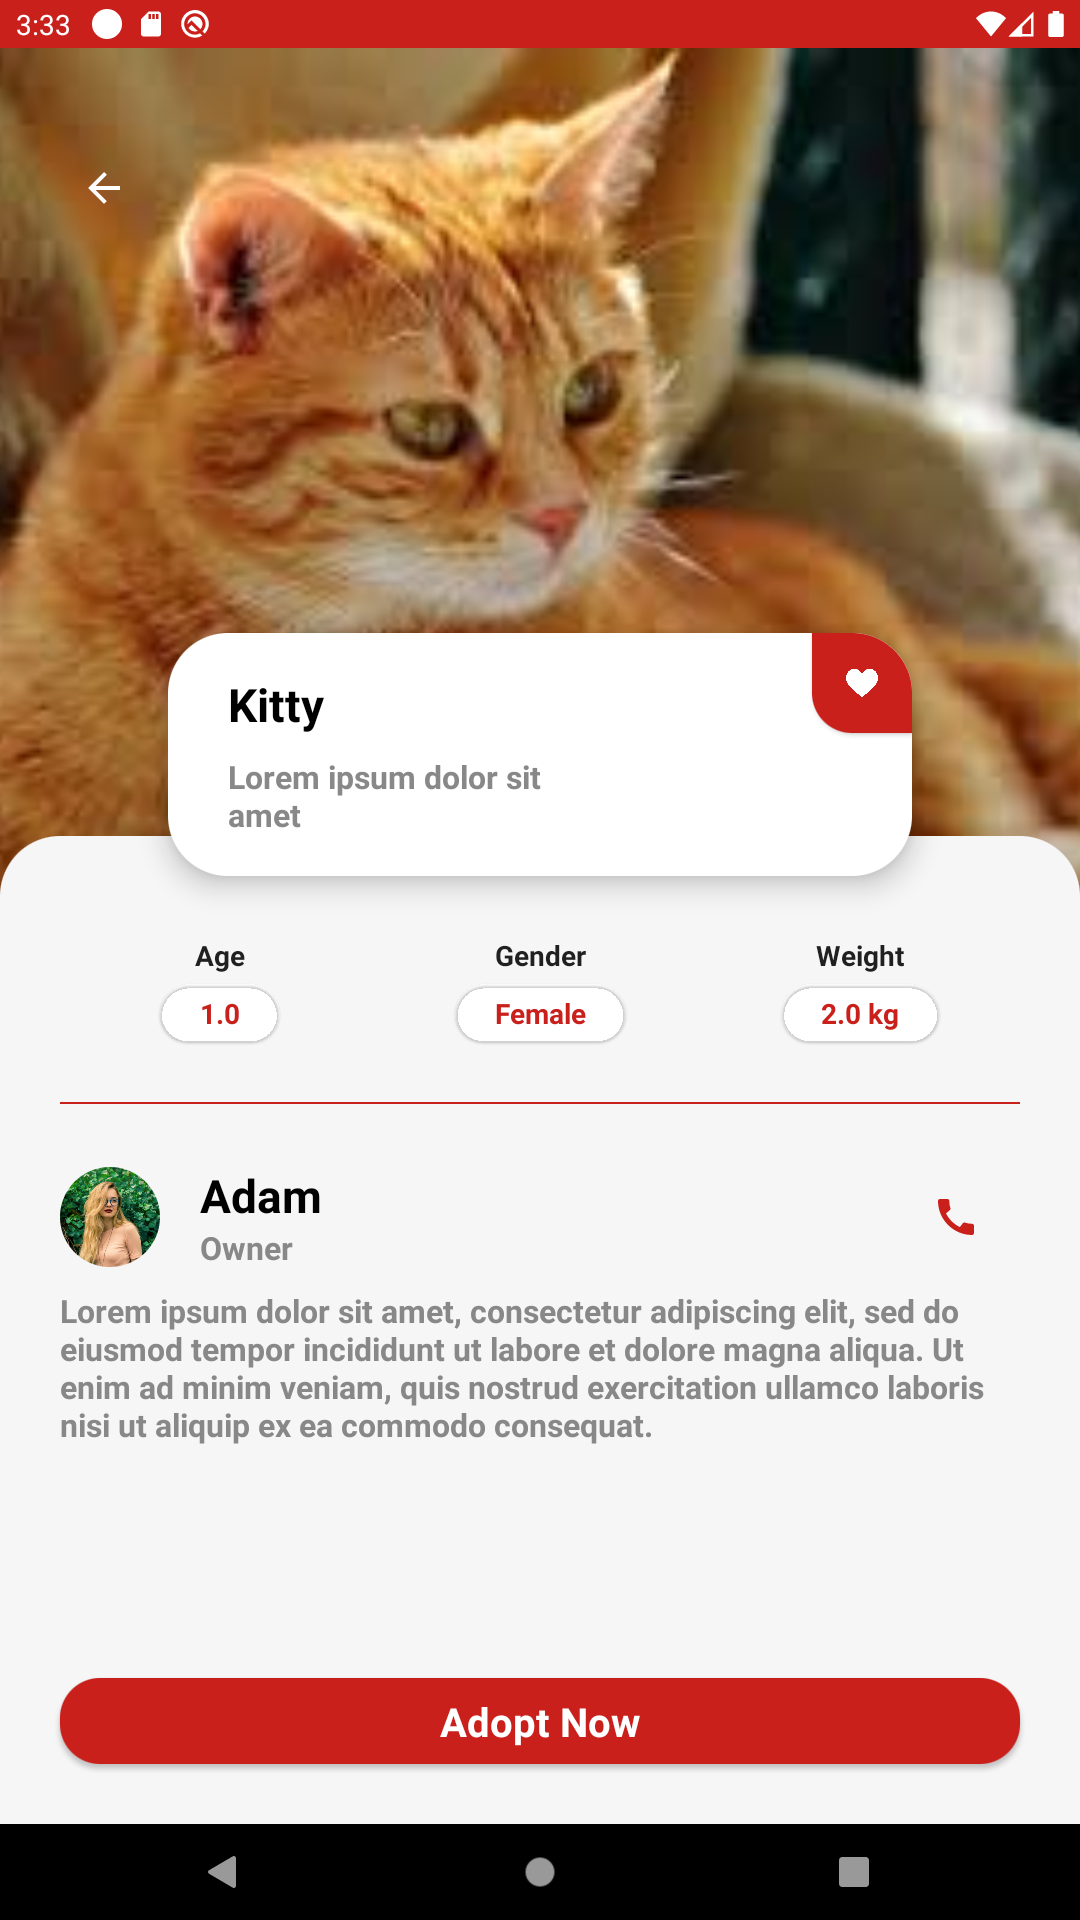 3:33
Kitty
Lorem ipsum dolor sit
amet
Age
Gender
Weight
1.0
Female
2.0 kg
Adam
Owner
Lorem ipsum dolor sit amet, consectetur adipiscing elit, sed do
eiusmod tempor incididunt ut labore et dolore magna aliqua. Ut
enim ad minim veniam, quis nostrud exercitation ullamco laboris
nisi ut aliquip ex ea commodo consequat.
Adopt Now